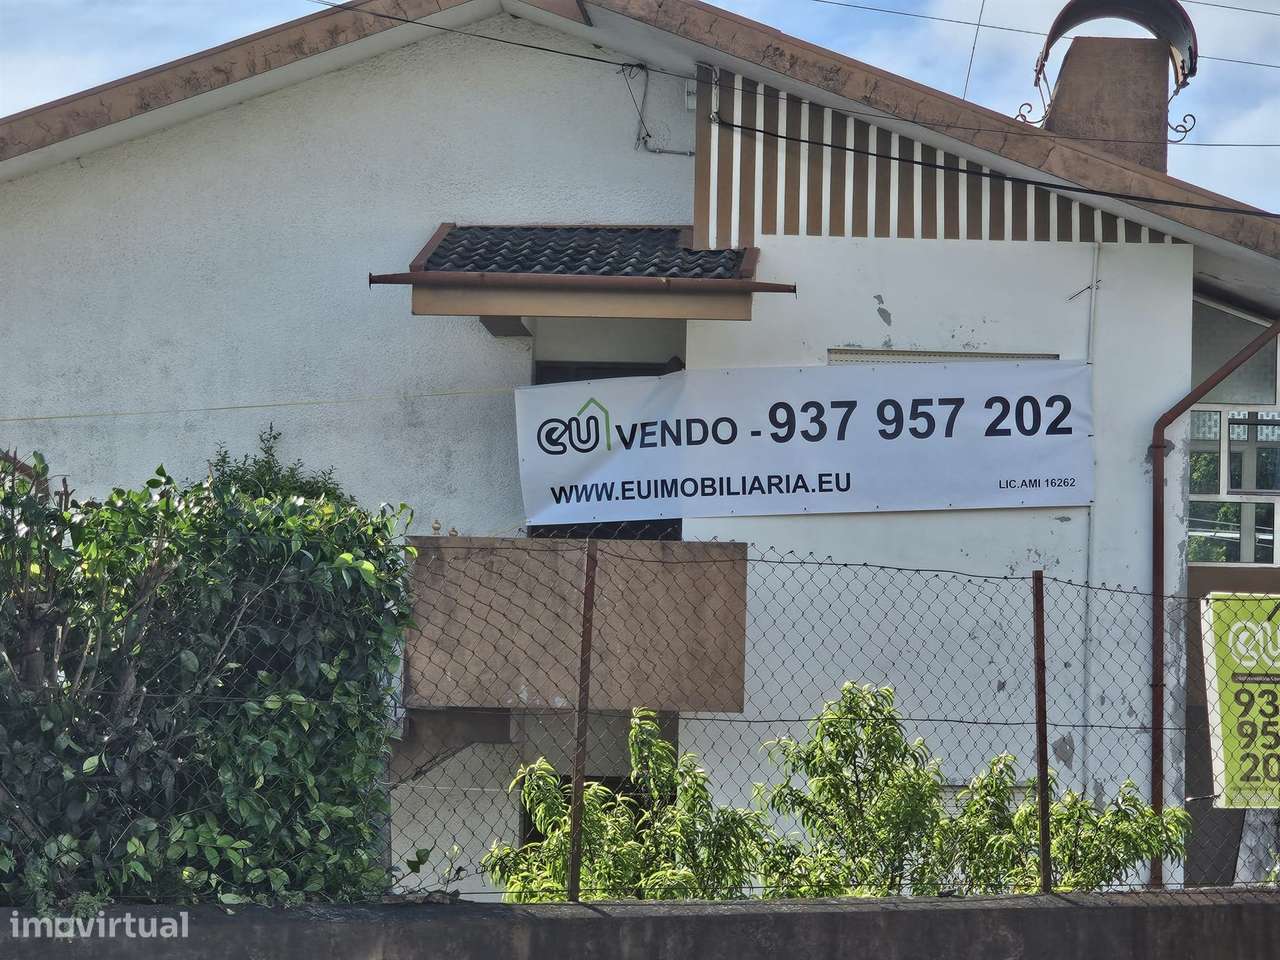 eu VENDO - 937 957 202
WWW.EUIMOBILIARIA.EU
LIC.AMI 16262
eu
93
95
20
imovirtual